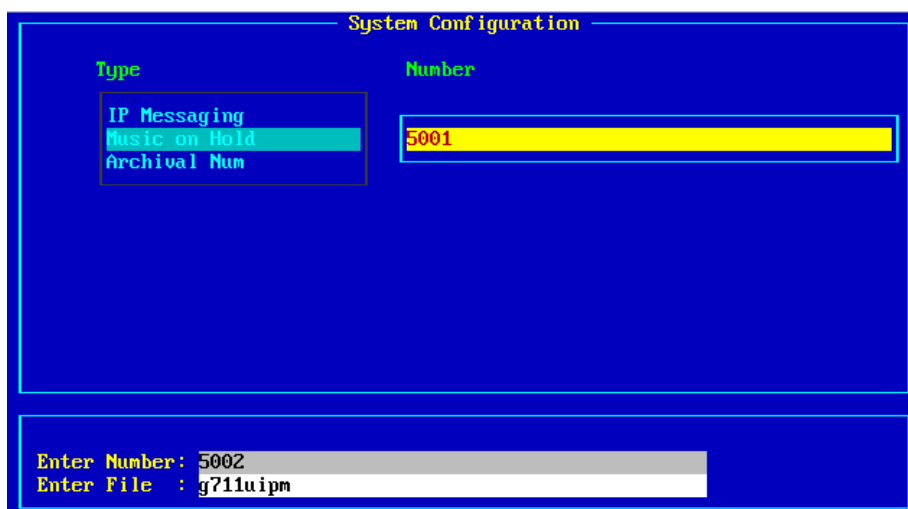 System Configuration
Type Number
IP Messaging
Music on Hold 5001
Archival Num
Enter Number: 5002
Enter File : g711uipm